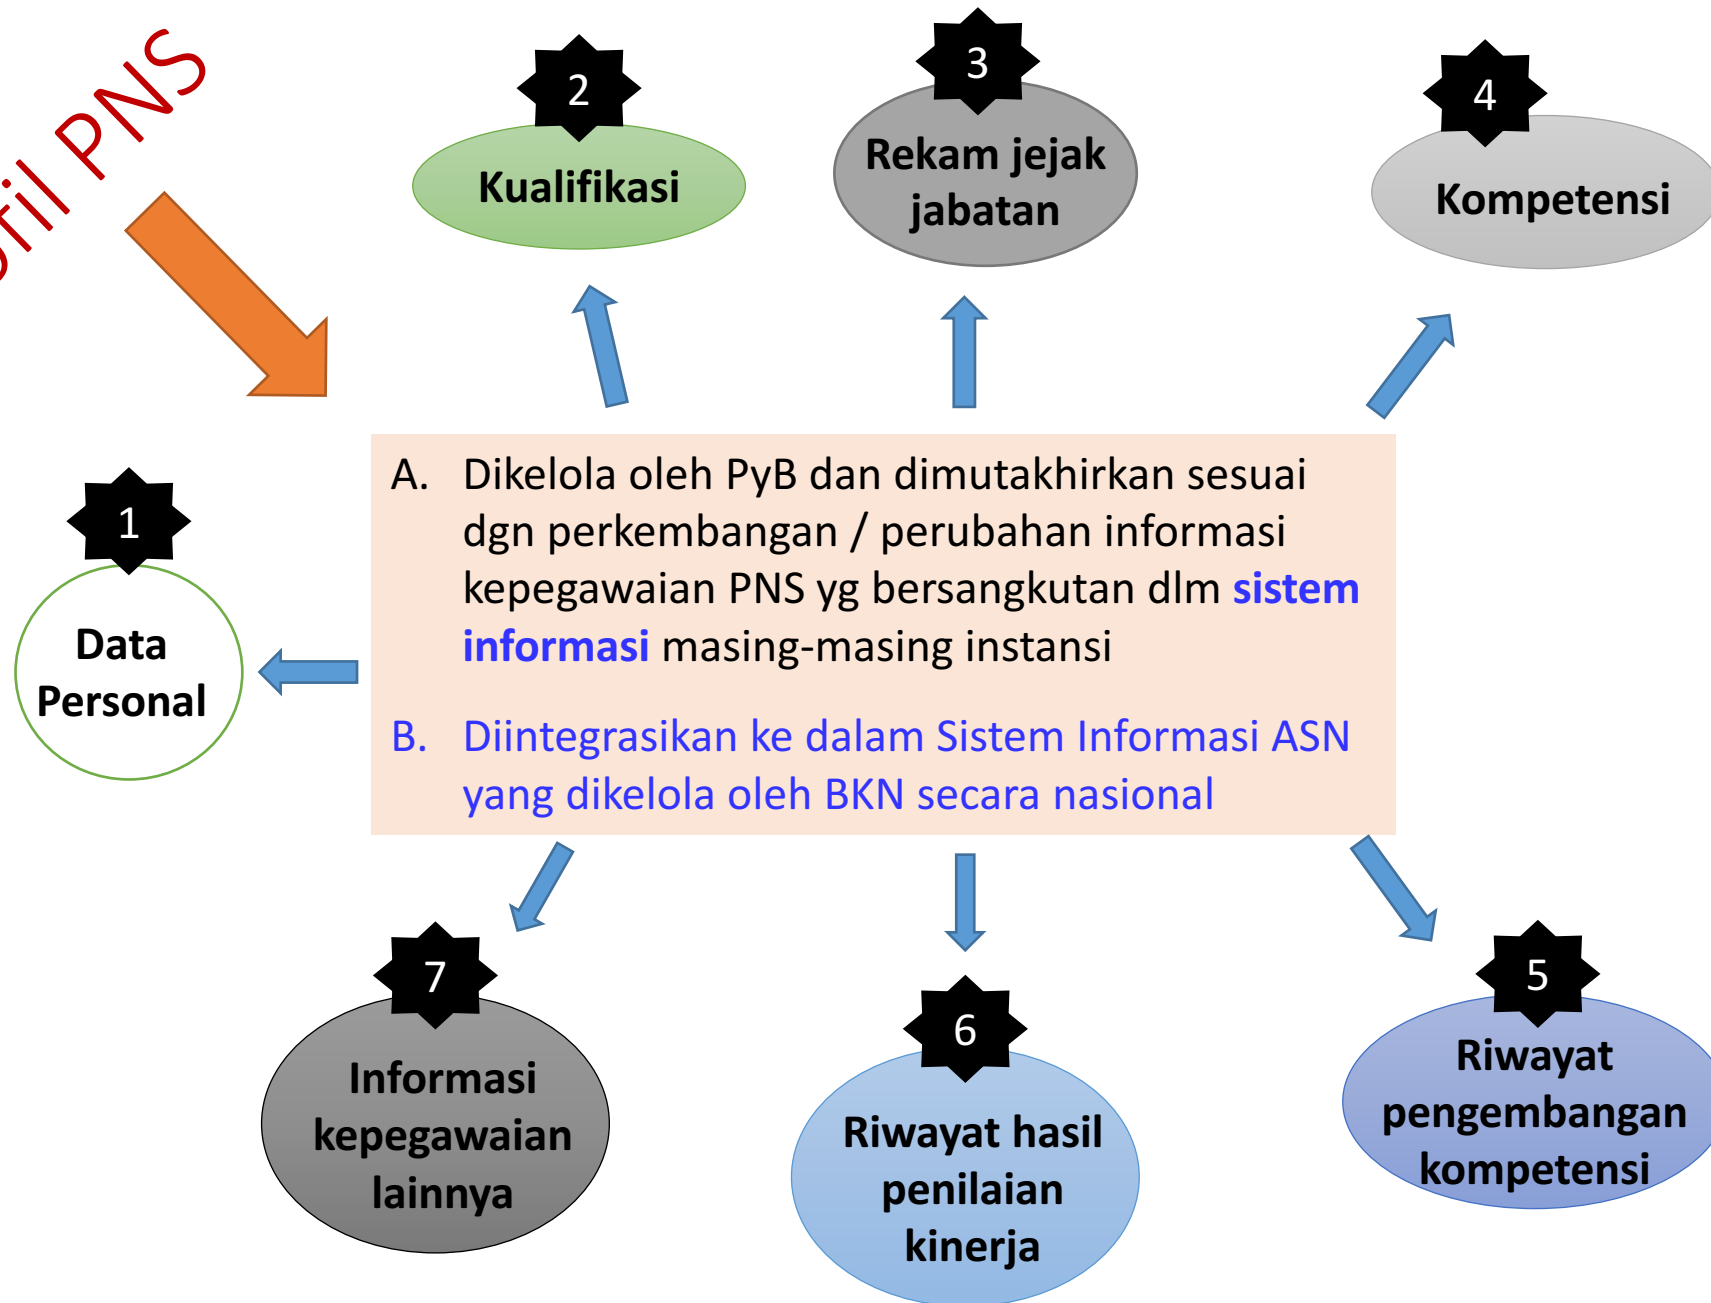 PNS
2
Kualifikasi
3
Rekam jejak
jabatan
4
Kompetensi
A. Dikelola oleh PyB dan dimutakhirkan sesuai
dgn perkembangan / perubahan informasi
kepegawaian PNS yg bersangkutan dlm sistem
informasi masing-masing instansi
B. Diintegrasikan ke dalam Sistem Informasi ASN
yang dikelola oleh BKN secara nasional
1
Data
Personal
7
Informasi
kepegawaian
lainnya
6
Riwayat hasil
penilaian
kinerja
5
Riwayat
pengembangan
kompetensi